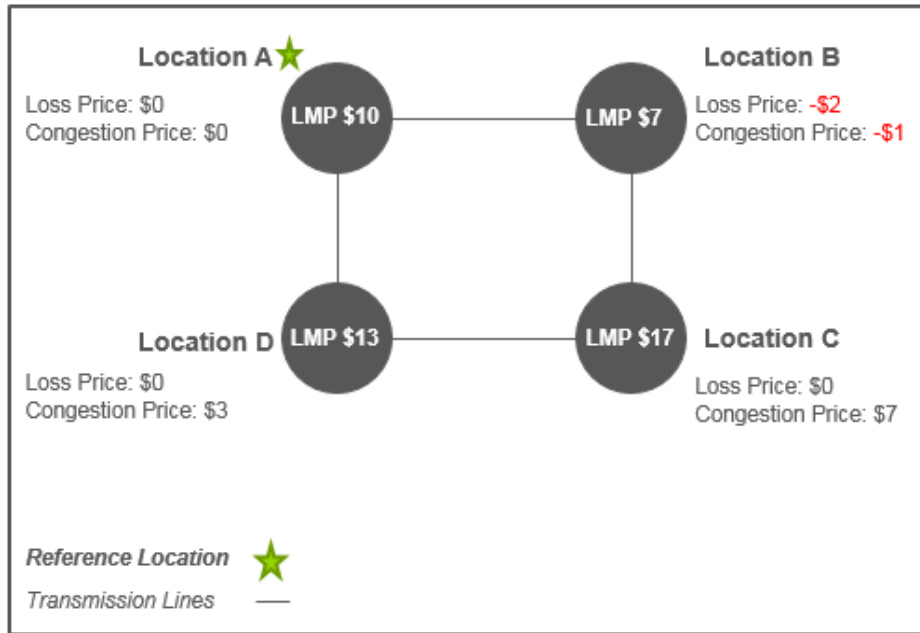 Location A
Loss Price: $0
Congestion Price: $0
LMP $10
LMP $7
Location B
Loss Price: -$2
Congestion Price: -$1
Location D
Loss Price: $0
Congestion Price: $3
LMP $13
LMP $17
Location C
Loss Price: $0
Congestion Price: $7
Reference Location
Transmission Lines